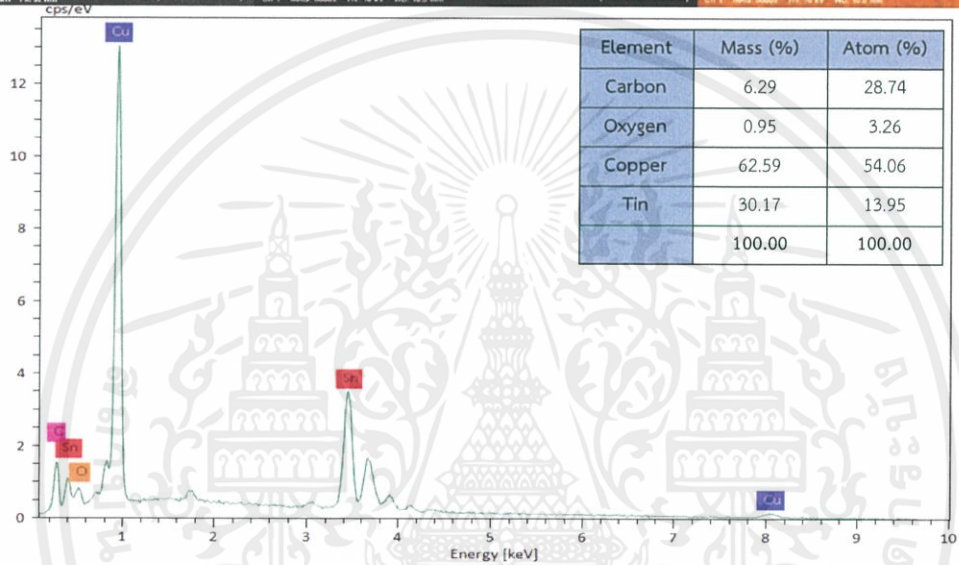 cps/eV
Cu
Element Mass (%) Atom (%)
Carbon 6.29 28.74
Oxygen 0.95 3.26
Copper 62.59 54.06
Tin 30.17 13.95
100.00 100.00
12
10
8
6
4
2
0
C
Sn
O
Sn
Cu
1 2 3 4 5 6 7 8 9 10
Energy [keV]